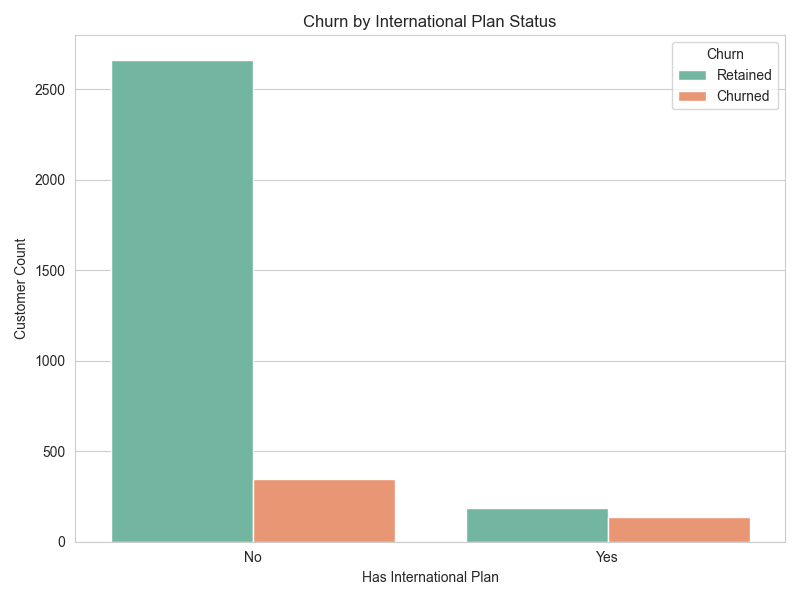 Churn by International Plan Status
Churn
Retained
Churned
Customer Count
2500
2000
1500
1000
500
0
No
Yes
Has International Plan